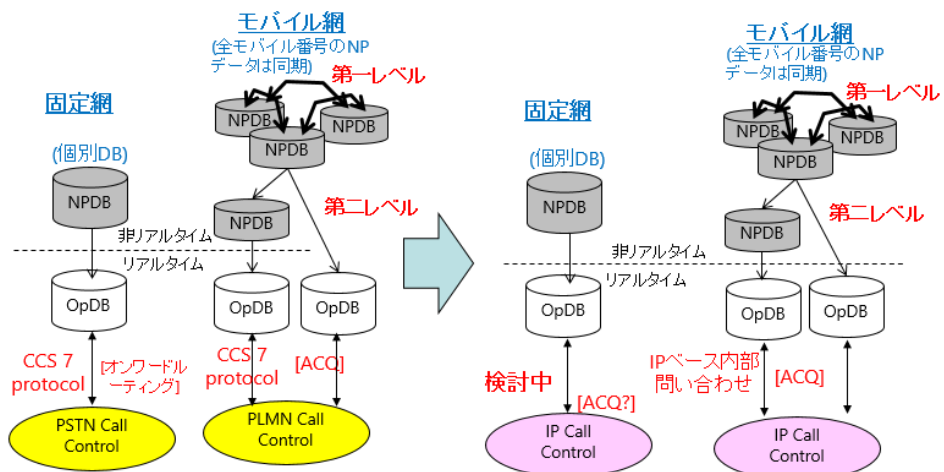 モバイル網
(全モバイル番号のNP
データは同期)
第一レベル
固定網
NPDB
NPDB
NPDB
(個別DB)
NPDB
第二レベル
NPDB
非リアルタイム
リアルタイム
OpDB
OpDB
OpDB
CCS 7
protocol
[オンワードル
ーティング]
CCS 7
protocol
[ACQ]
PSTN Call
Control
PLMN Call
Control
モバイル網
(全モバイル番号のNP
データは同期)
第一レベル
固定網
NPDB
NPDB
NPDB
(個別DB)
NPDB
第二レベル
NPDB
非リアルタイム
リアルタイム
OpDB
OpDB
OpDB
検討中
[ACQ?]
IPベース内部
問い合わせ
[ACQ]
IP Call
Control
IP Call
Control